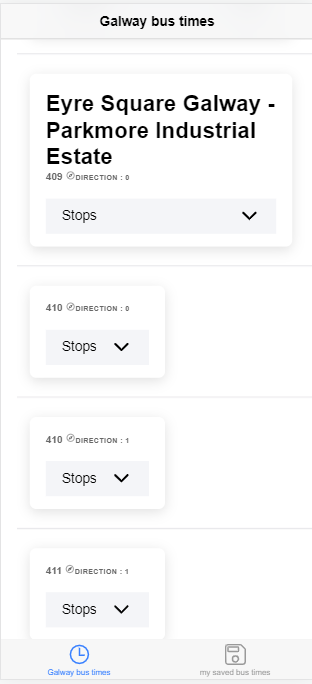 Galway bus times
Eyre Square Galway -
Parkmore Industrial
Estate
409 DIRECTION : 0
Stops
410 DIRECTION : 0
Stops
410 DIRECTION : 1
Stops
411 DIRECTION : 1
Stops
Galway bus times my saved bus times